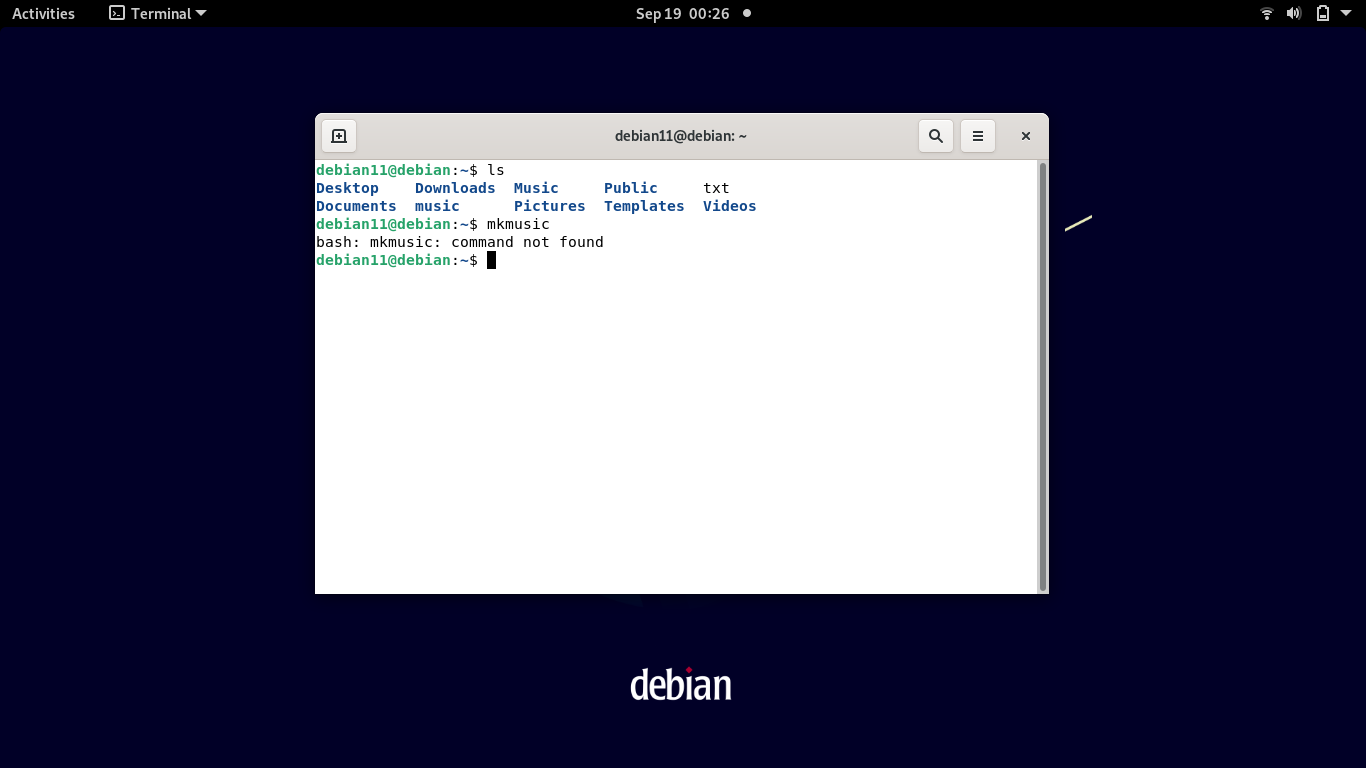 Activities Terminal Sep 19 00:26
debian11@debian: ~
debian11@debian:~$ ls
Desktop Downloads Music Public txt
Documents music Pictures Templates Videos
debian11@debian:~$ mkmusic
bash: mkmusic: command not found
debian11@debian:~$
debian